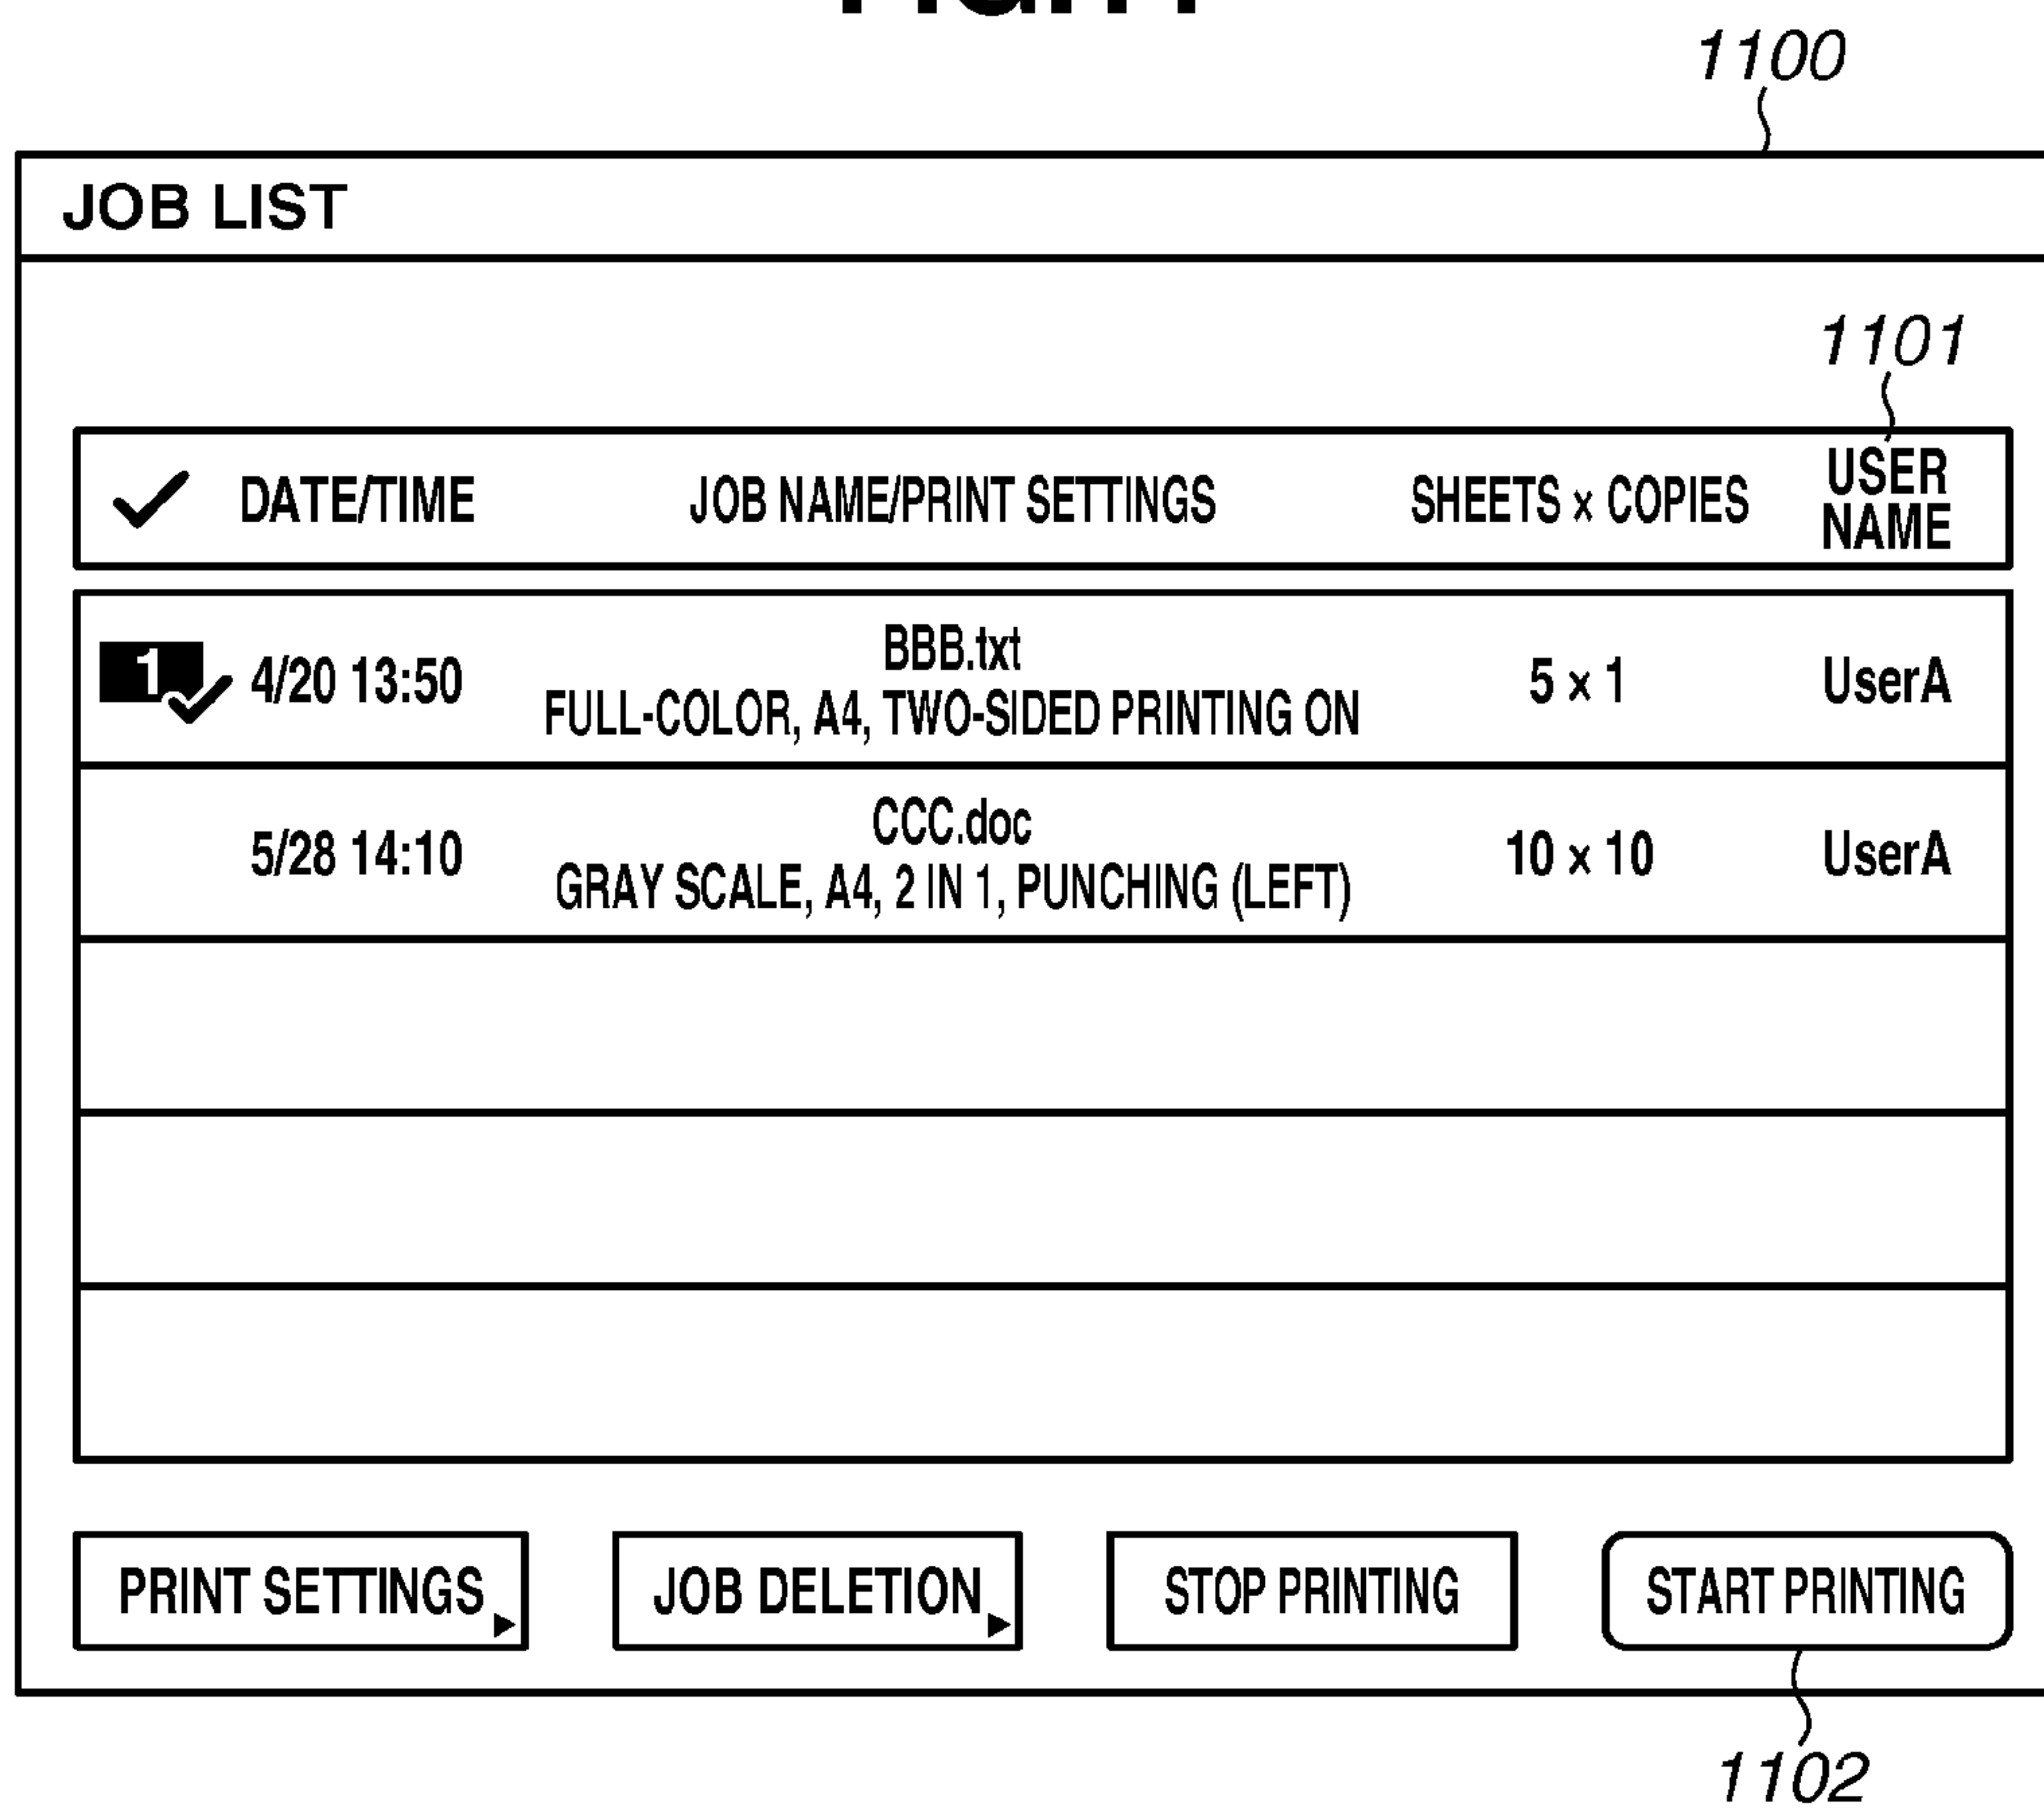 1100
JOB LIST
1101
✓ DATE/TIME JOB NAME/PRINT SETTINGS SHEETS × COPIES USER NAME
1 4/20 13:50 BBB.txt 5 × 1 UserA
FULL-COLOR, A4, TWO-SIDED PRINTING ON
5/28 14:10 CCC.doc 10 × 10 UserA
GRAY SCALE, A4, 2 IN 1, PUNCHING (LEFT)
PRINT SETTINGS JOB DELETION STOP PRINTING START PRINTING
1102